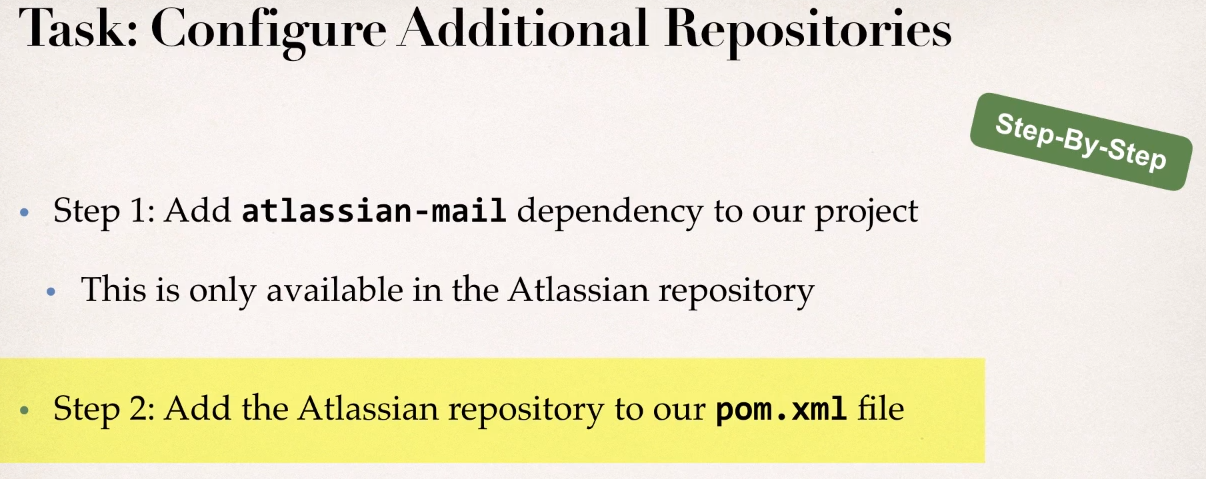 Task: Configure Additional Repositories
Step-By-Step
• Step 1: Add atlassian-mail dependency to our project
• This is only available in the Atlassian repository
• Step 2: Add the Atlassian repository to our pom.xml file